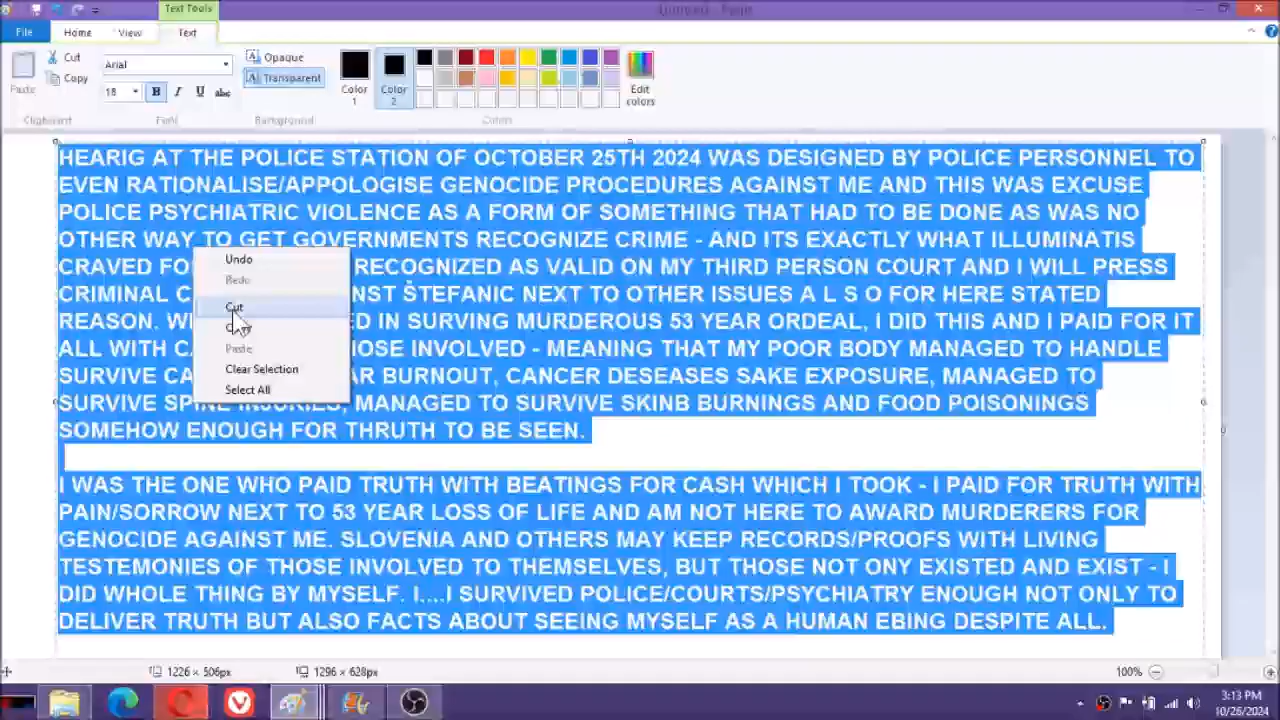 Text Tools
Untitled - Paint
File Home View Text
Cut
Copy
Paste
Clipboard
Arial
18 B I U abc
Font
Opaque
Transparent
Background
Color 1
Color 2
Edit colors
Colors
HEARIG AT THE POLICE STATION OF OCTOBER 25TH 2024 WAS DESIGNED BY POLICE PERSONNEL TO
EVEN RATIONALISE/APPOLOGISE GENOCIDE PROCEDURES AGAINST ME AND THIS WAS EXCUSE
POLICE PSYCHIATRIC VIOLENCE AS A FORM OF SOMETHING THAT HAD TO BE DONE AS WAS NO
OTHER WAY TO GET GOVERNMENTS RECOGNIZE CRIME - AND ITS EXACTLY WHAT ILLUMINATIS
CRAVED RECOGNIZED AS VALID ON MY THIRD PERSON COURT AND I WILL PRESS
CRIMINAL NST ŠTEFANIC NEXT TO OTHER ISSUES A L S O FOR HERE STATED
REASON. D IN SURVING MURDEROUS 53 YEAR ORDEAL, I DID THIS AND I PAID FOR IT
ALL WITH HOSE INVOLVED - MEANING THAT MY POOR BODY MANAGED TO HANDLE
SURVIVE AR BURNOUT, CANCER DESEASES SAKE EXPOSURE, MANAGED TO
SURVIVE SPINE INJURIES, MANAGED TO SURVIVE SKINB BURNINGS AND FOOD POISONINGS
SOMEHOW ENOUGH FOR THRUTH TO BE SEEN.
I WAS THE ONE WHO PAID TRUTH WITH BEATINGS FOR CASH WHICH I TOOK - I PAID FOR TRUTH WITH
PAIN/SORROW NEXT TO 53 YEAR LOSS OF LIFE AND AM NOT HERE TO AWARD MURDERERS FOR
GENOCIDE AGAINST ME. SLOVENIA AND OTHERS MAY KEEP RECORDS/PROOFS WITH LIVING
TESTEMONIES OF THOSE INVOLVED TO THEMSELVES, BUT THOSE NOT ONY EXISTED AND EXIST - I
DID WHOLE THING BY MYSELF. I....I SURVIVED POLICE/COURTS/PSYCHIATRY ENOUGH NOT ONLY TO
DELIVER TRUTH BUT ALSO FACTS ABOUT SEEING MYSELF AS A HUMAN EBING DESPITE ALL.
Undo
Redo
Cut
Paste
Clear Selection
Select All
1226 × 506px
1296 × 628px
100%
3:13 PM
10/26/2024